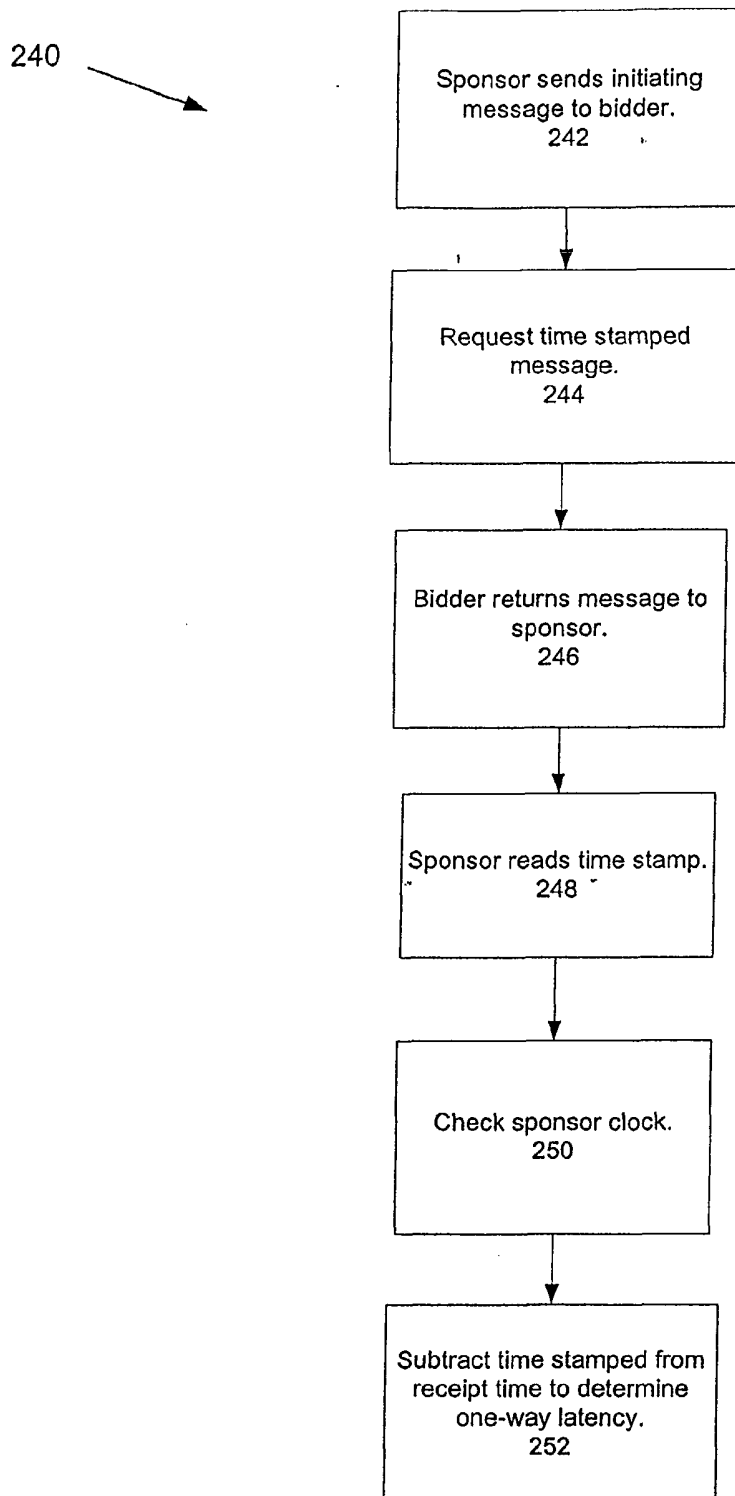 240
Sponsor sends initiating
message to bidder.
242
Request time stamped
message.
244
Bidder returns message to
sponsor.
246
Sponsor reads time stamp.
248
Check sponsor clock.
250
Subtract time stamped from
receipt time to determine
one-way latency.
252